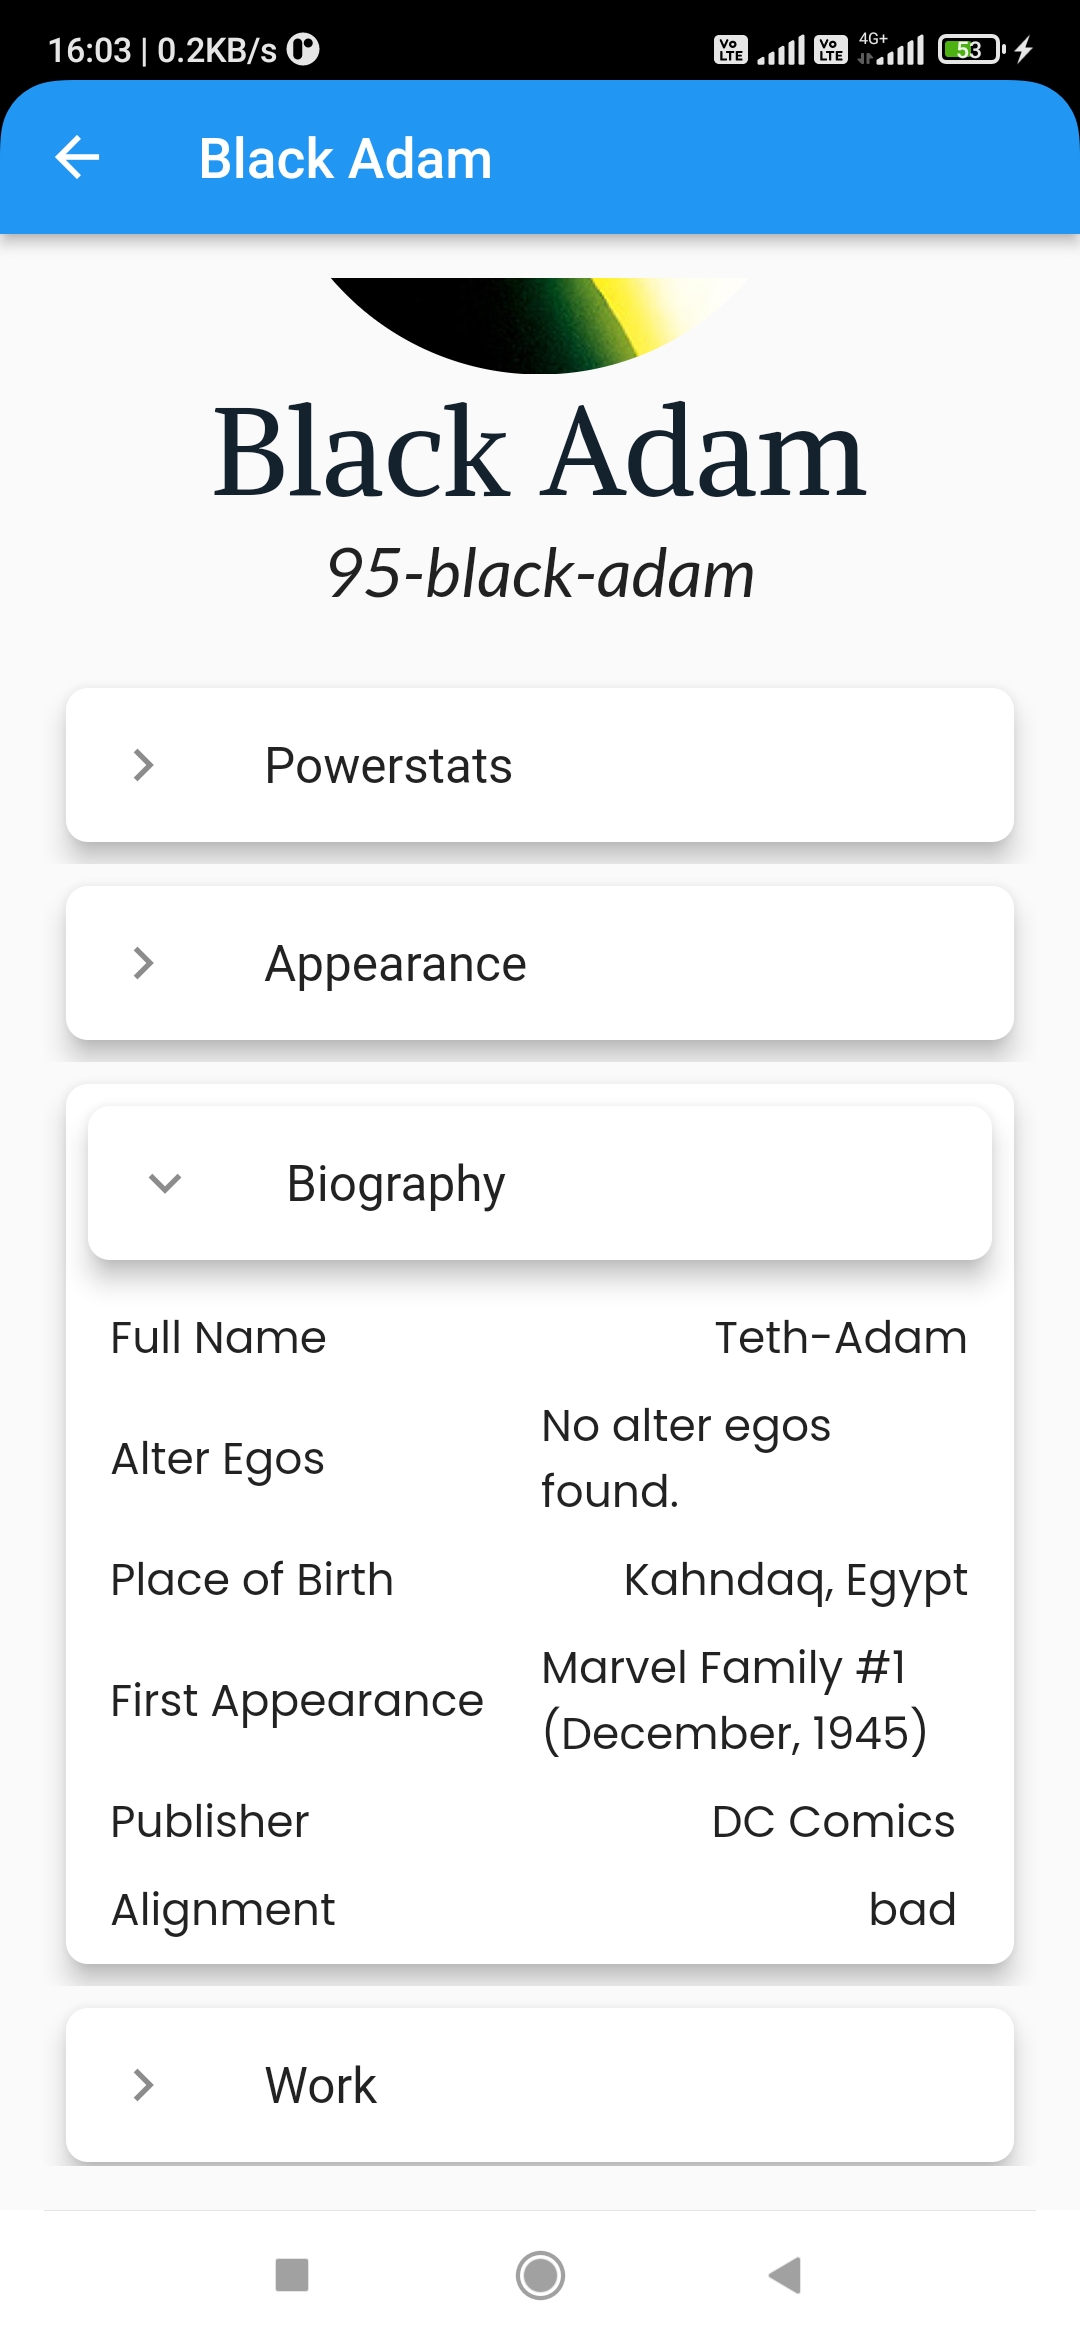 16:03 | 0.2KB/s
Vo LTE Vo LTE 4G+ 53
Black Adam
Black Adam
95-black-adam
Powerstats
Appearance
Biography
Full Name Teth-Adam
Alter Egos No alter egos
found.
Place of Birth Kahndaq, Egypt
First Appearance Marvel Family #1
(December, 1945)
Publisher DC Comics
Alignment bad
Work